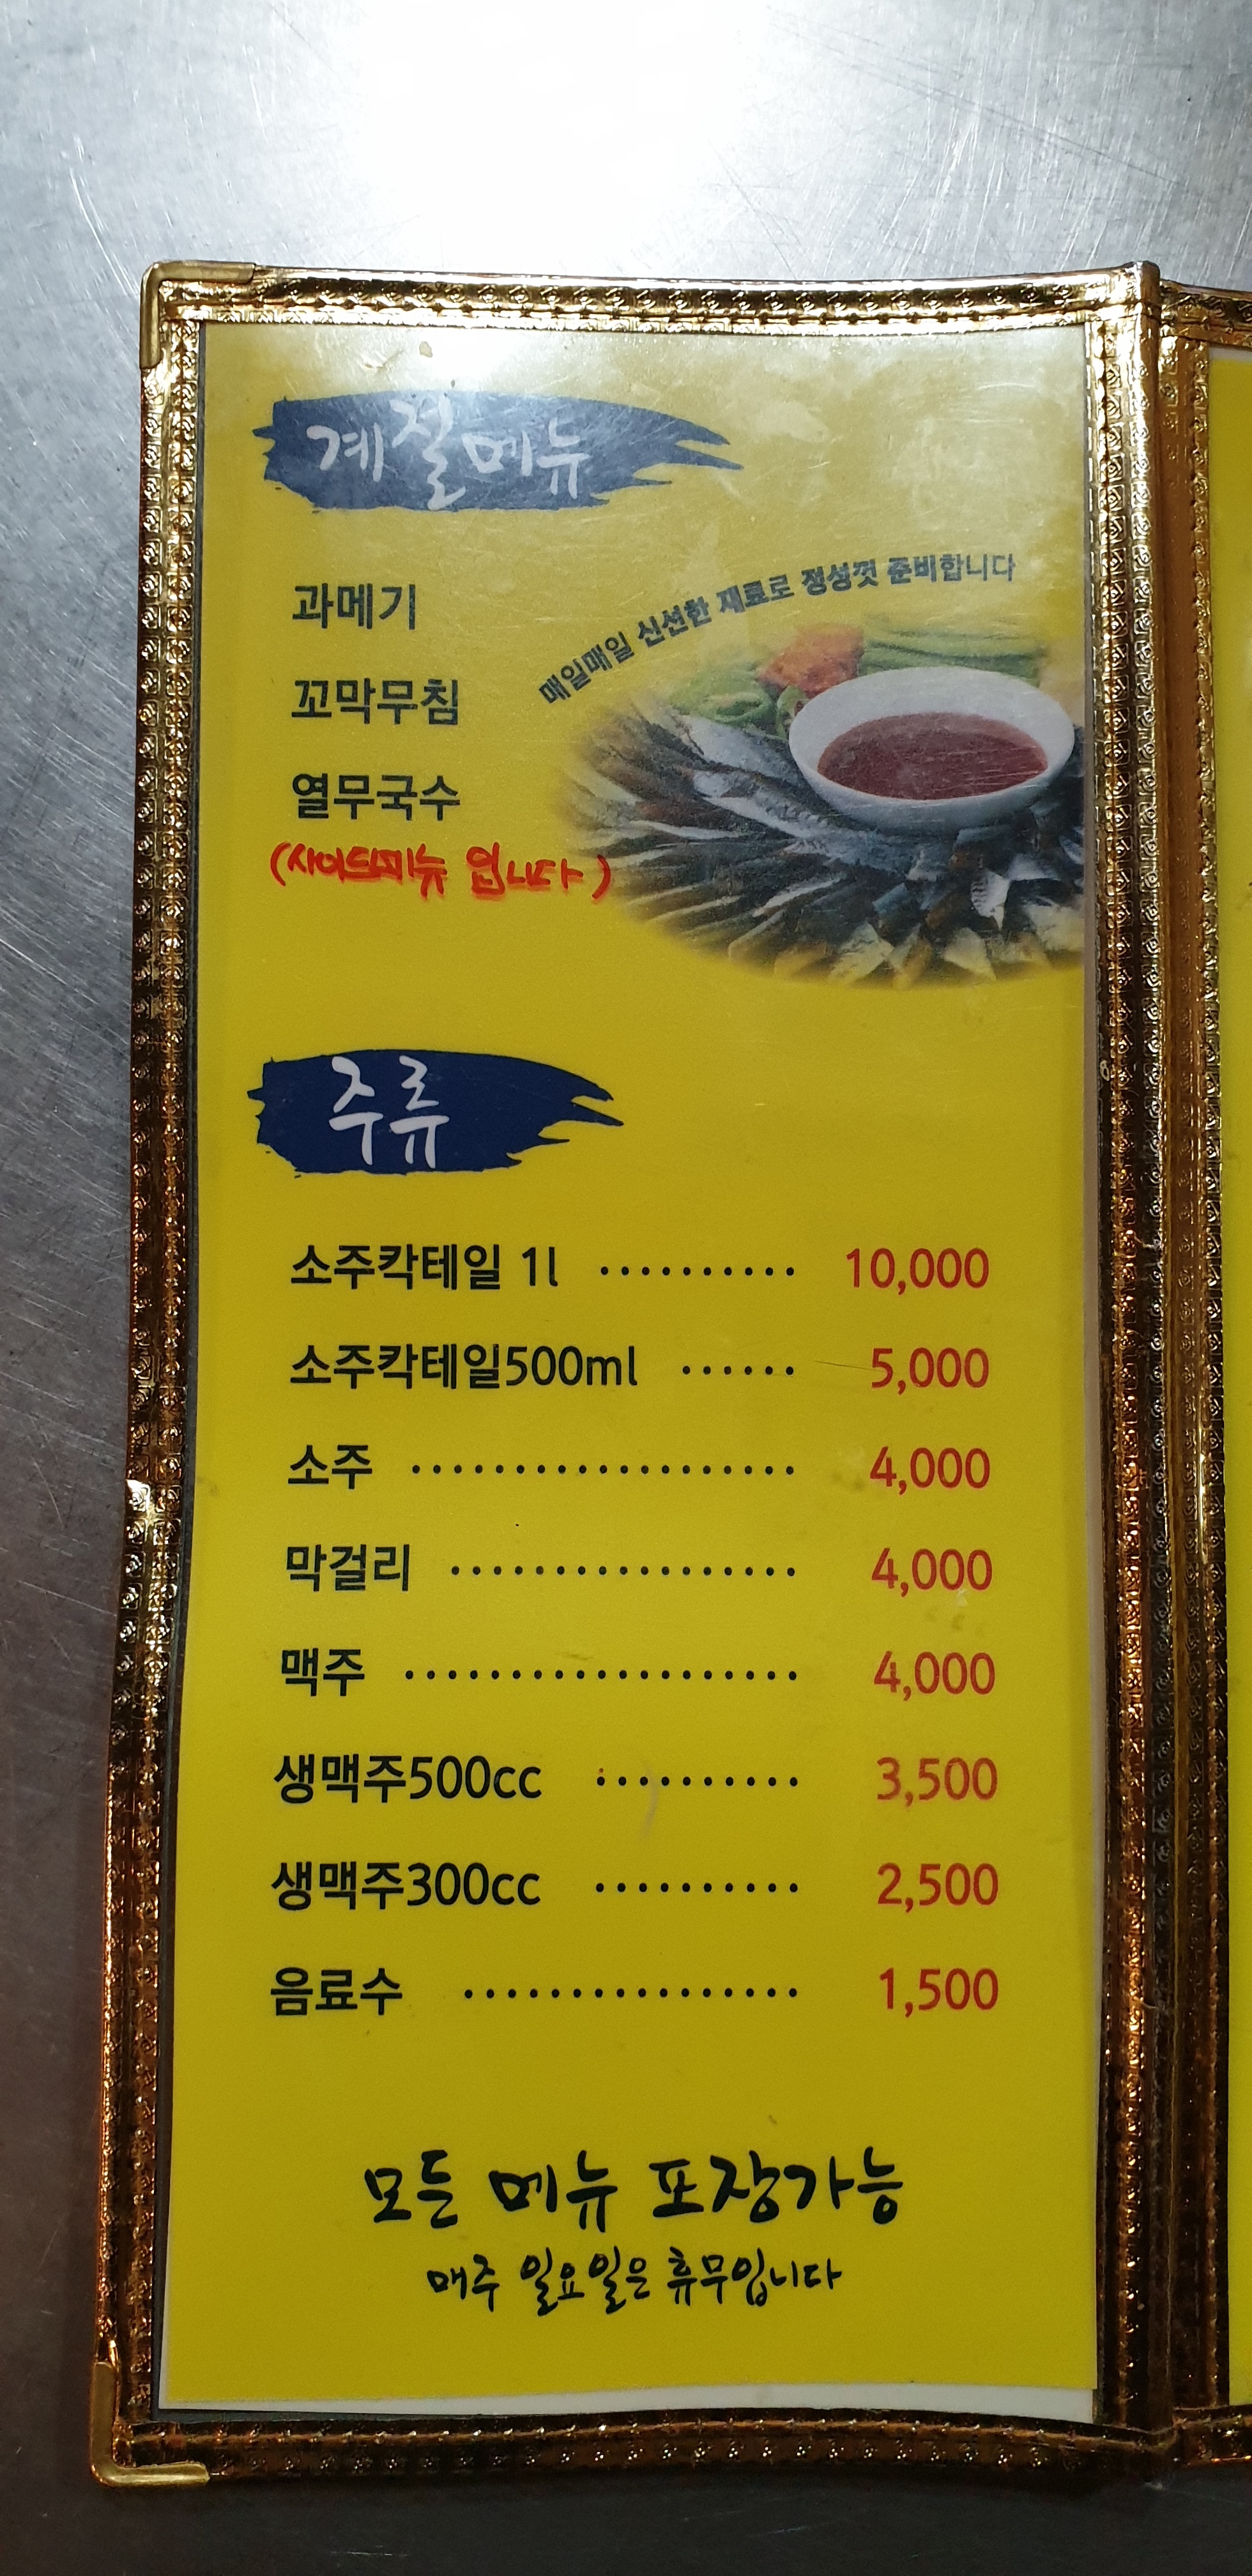 계절메뉴
매일매일 신선한 재료로 정성껏 준비합니다
과메기
꼬막무침
열무국수
(사이드메뉴 입니다)
주류
소주칵테일 1l ·········· 10,000
소주칵테일500ml ······ 5,000
소주 ··················· 4,000
막걸리 ················· 4,000
맥주 ···················· 4,000
생맥주500cc ·········· 3,500
생맥주300cc ·········· 2,500
음료수 ················ 1,500
모든 메뉴 포장가능
매주 일요일은 휴무입니다